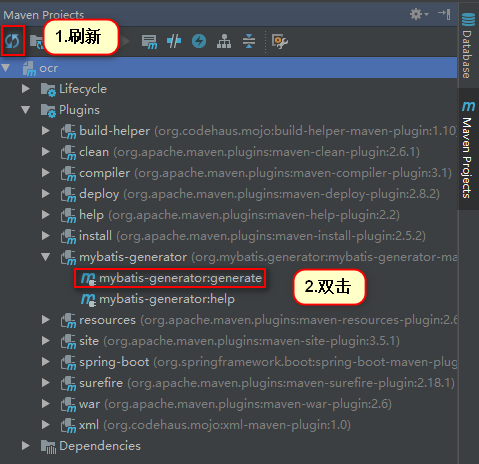 Maven Projects
1.刷新
ocr
Lifecycle
Plugins
build-helper (org.codehaus.mojo:build-helper-maven-plugin:1.10)
clean (org.apache.maven.plugins:maven-clean-plugin:2.6.1)
compiler (org.apache.maven.plugins:maven-compiler-plugin:3.1)
deploy (org.apache.maven.plugins:maven-deploy-plugin:2.8.2)
help (org.apache.maven.plugins:maven-help-plugin:2.2)
install (org.apache.maven.plugins:maven-install-plugin:2.5.2)
mybatis-generator (org.mybatis.generator:mybatis-generator-ma
mybatis-generator:generate
2.双击
mybatis-generator:help
resources (org.apache.maven.plugins:maven-resources-plugin:2.6
site (org.apache.maven.plugins:maven-site-plugin:3.5.1)
spring-boot (org.springframework.boot:spring-boot-maven-plug
surefire (org.apache.maven.plugins:maven-surefire-plugin:2.18.1)
war (org.apache.maven.plugins:maven-war-plugin:2.6)
xml (org.codehaus.mojo:xml-maven-plugin:1.0)
Dependencies
Database
m Maven Projects